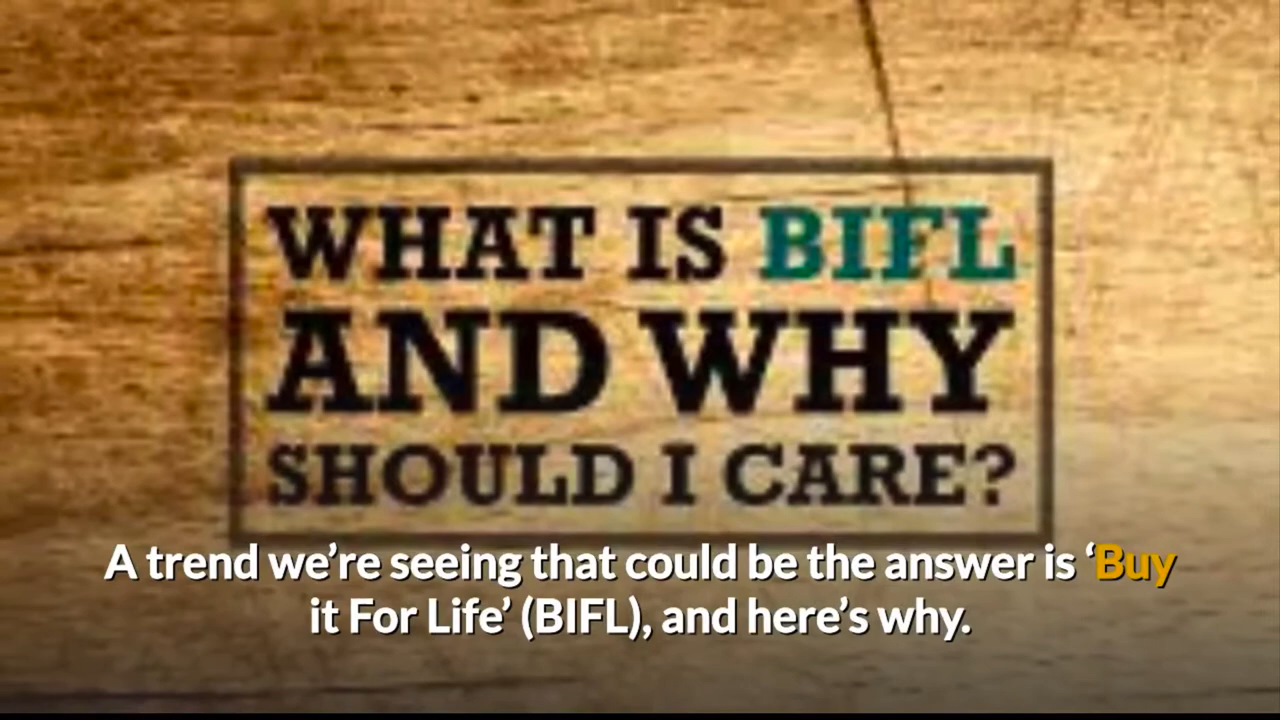 WHAT IS BIFL
AND WHY
SHOULD I CARE?
A trend we're seeing that could be the answer is ‘Buy
it For Life’ (BIFL), and here’s why.